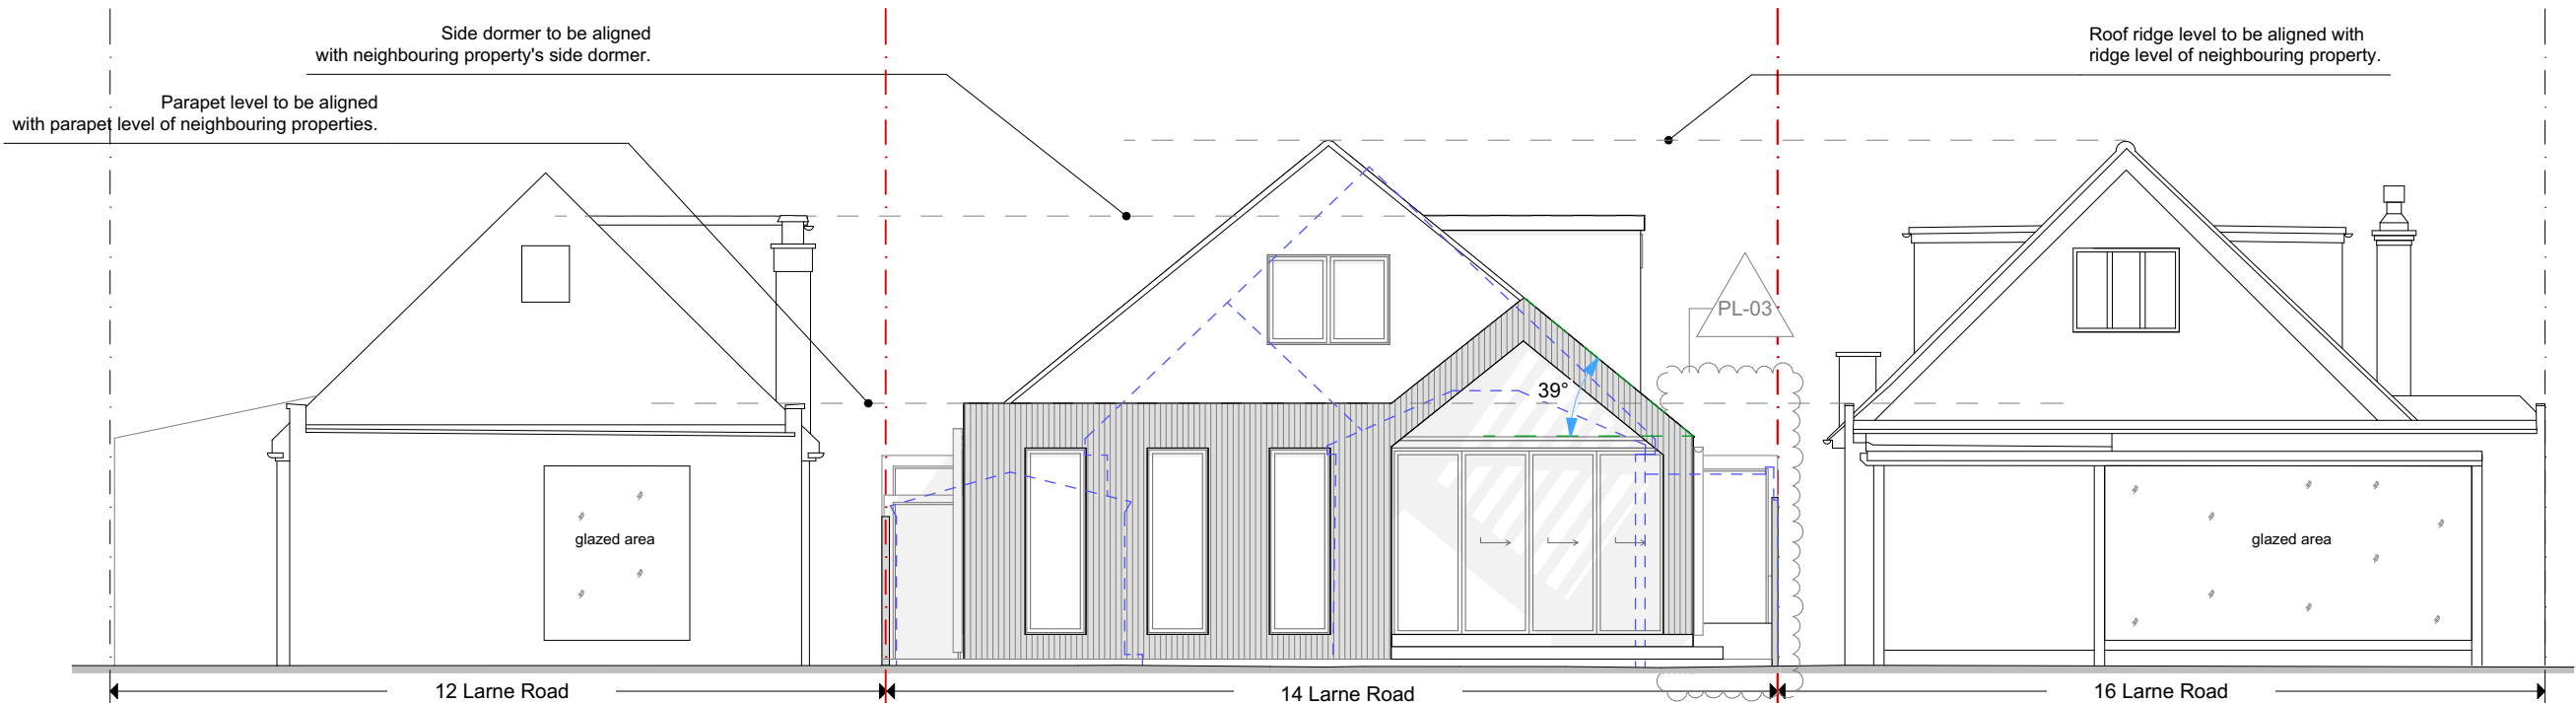 Side dormer to be aligned
with neighbouring property's side dormer.
Roof ridge level to be aligned with
ridge level of neighbouring property.
Parapet level to be aligned
with parapet level of neighbouring properties.
PL-03
39°
glazed area
glazed area
12 Larne Road
14 Larne Road
16 Larne Road